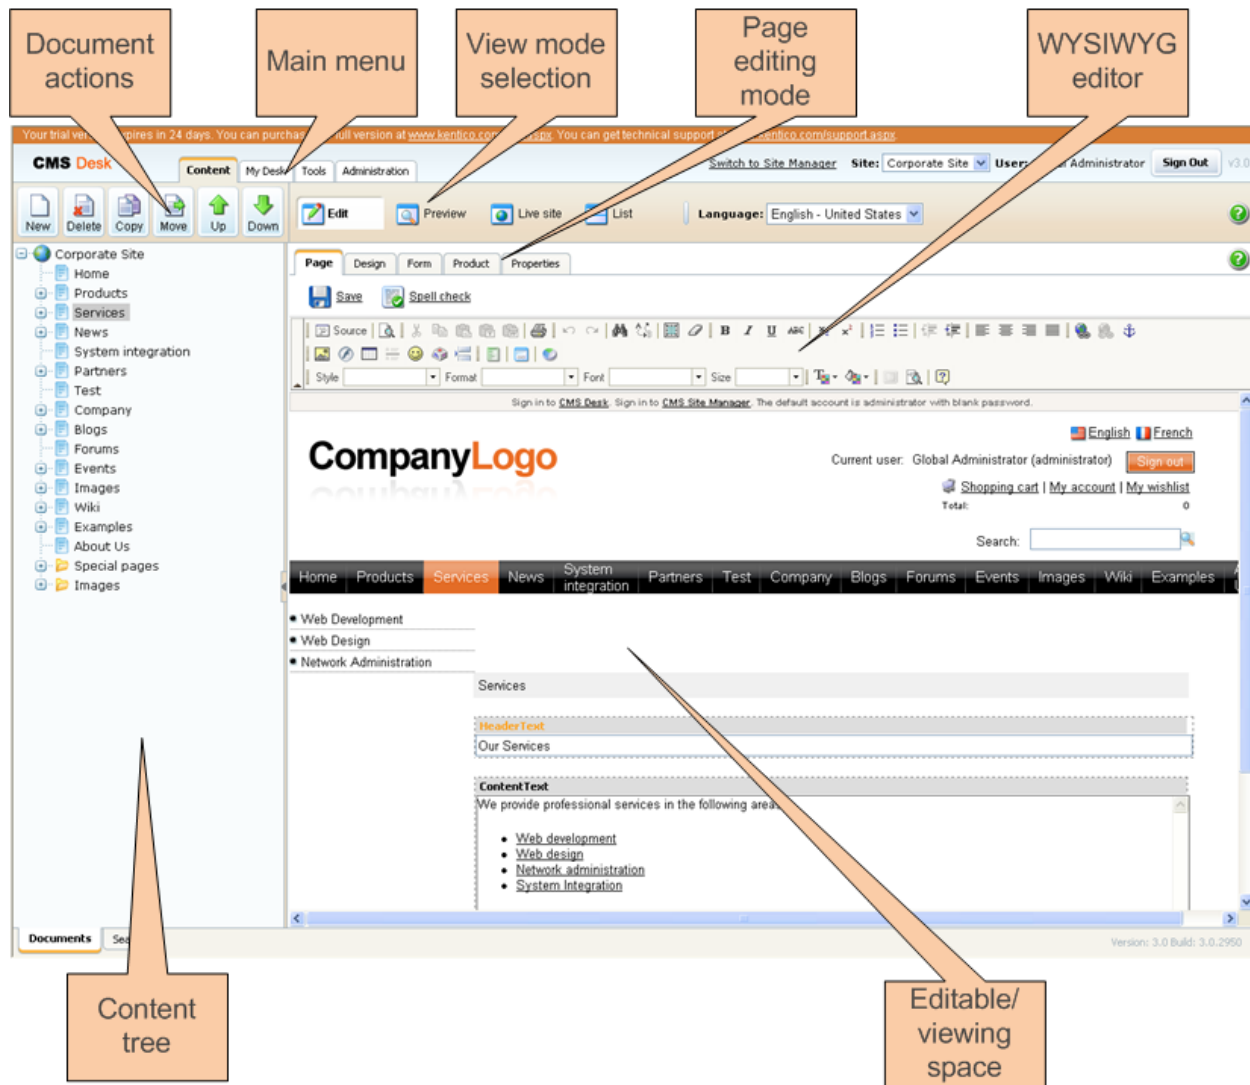 Document
actions
Main menu
View mode
selection
Page
editing
mode
WYSIWYG
editor
Your trial expires in 24 days. You can full version at www.kentico.com You can get technical support
CMS Desk
Content
My Desk
Tools
Administration
Switch to Site Manager
Site: Corporate Site
User: Administrator
Sign Out
v3.0
New
Delete
Copy
Move
Up
Down
Edit
Preview
Live site
List
Language: English - United States
Corporate Site
Home
Products
Services
News
System integration
Partners
Test
Company
Blogs
Forums
Events
Images
Wiki
Examples
About Us
Special pages
Images
Page
Design
Form
Product
Properties
Save
Spell check
Source
B I U ABC
Style
Format
Font
Size
Sign in to CMS Desk. Sign in to CMS Site Manager. The default account is administrator with blank password.
CompanyLogo
English French
Current user: Global Administrator (administrator) Sign out
Shopping cart | My account | My wishlist
Total: 0
Search:
Home Products Services News System integration Partners Test Company Blogs Forums Events Images Wiki Examples
Web Development
Web Design
Network Administration
Services
HeaderText
Our Services
ContentText
We provide professional services in the following
Web development
Web design
Network administration
System Integration
Documents
Version: 3.0 Build: 3.0.2950
Content
tree
Editable/
viewing
space